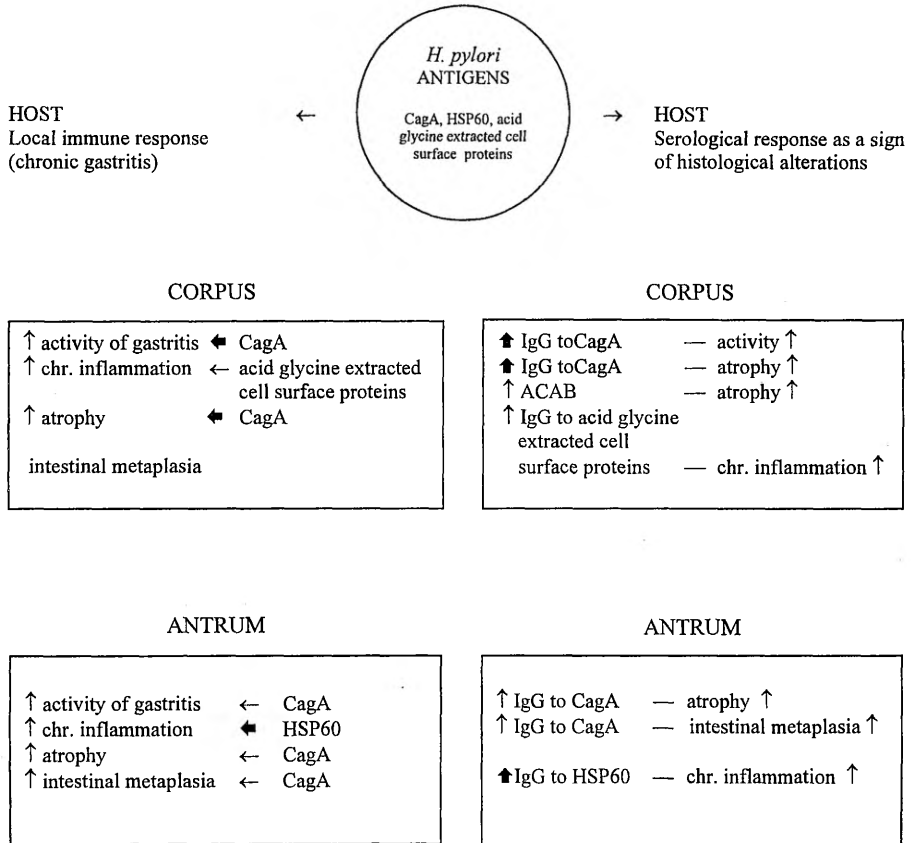 H. pylori
ANTIGENS
CagA, HSP60, acid
glycine extracted cell
surface proteins
HOST
Local immune response
(chronic gastritis)
←
→
HOST
Serological response as a sign
of histological alterations
CORPUS
↑ activity of gastritis 🡄 CagA
↑ chr. inflammation ← acid glycine extracted
cell surface proteins
↑ atrophy 🡄 CagA
intestinal metaplasia
CORPUS
⬆ IgG toCagA — activity ↑
⬆ IgG toCagA — atrophy ↑
↑ ACAB — atrophy ↑
↑ IgG to acid glycine
extracted cell
surface proteins — chr. inflammation ↑
ANTRUM
↑ activity of gastritis ← CagA
↑ chr. inflammation 🡄 HSP60
↑ atrophy ← CagA
↑ intestinal metaplasia ← CagA
ANTRUM
↑ IgG to CagA — atrophy ↑
↑ IgG to CagA — intestinal metaplasia ↑
⬆IgG to HSP60 — chr. inflammation ↑